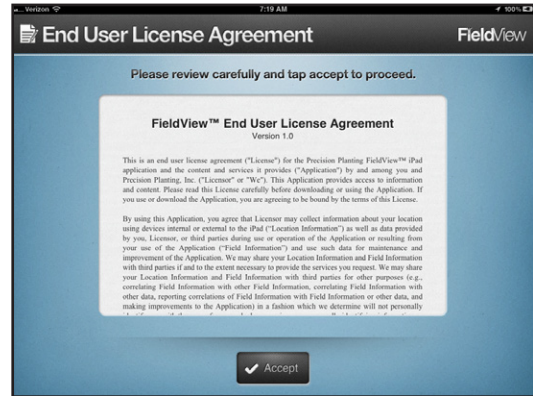 Verizon 7:19 AM 100%
End User License Agreement FieldView
Please review carefully and tap accept to proceed.
FieldView™ End User License Agreement
Version 1.0
This is an end user license agreement ("License") for the Precision Planting FieldView™ iPad
application and the content and services it provides ("Application") by and among you and
Precision Planting, Inc. ("Licensor" or "We"). This Application provides access to information
and content. Please read this License carefully before downloading or using the Application. If
you use or download the Application, you are agreeing to be bound by the terms of this License.
By using this Application, you agree that Licensor may collect information about your location
using devices internal or external to the iPad ("Location Information") as well as data provided
by you, Licensor, or third parties during use or operation of the Application or resulting from
your use of the Application ("Field Information") and use such data for maintenance and
improvement of the Application. We may share your Location Information and Field Information
with third parties if and to the extent necessary to provide the services you request. We may share
your Location Information and Field Information with third parties for other purposes (e.g.,
correlating Field Information with other Field Information, correlating Field Information with
other data, reporting correlations of Field Information with Field Information or other data, and
making improvements to the Application) in a fashion which we determine will not personally
Accept